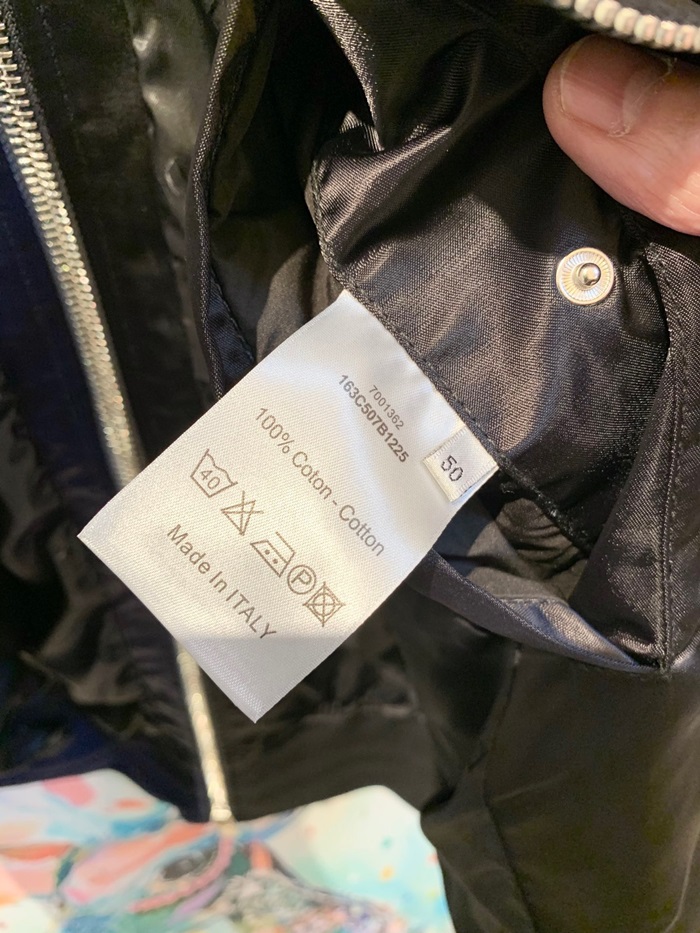 7001362
163C507B1225
50
100% Coton - Cotton
40
P
Made In ITALY